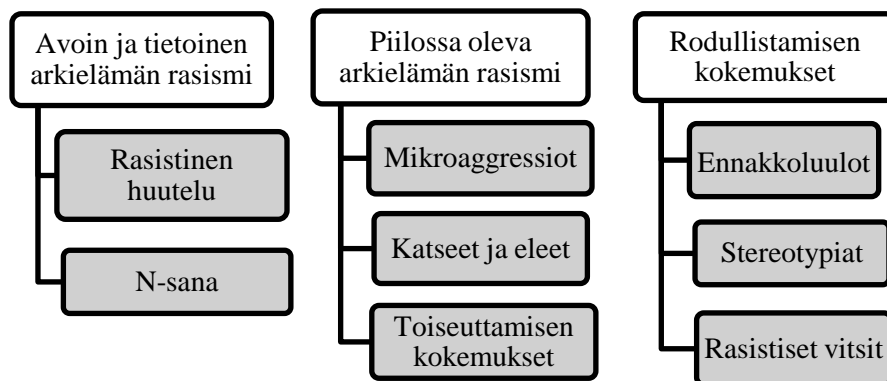 Avoin ja tietoinen
arkielämän rasismi
Rasistinen
huutelu
N-sana
Piilossa oleva
arkielämän rasismi
Mikroaggressiot
Katseet ja eleet
Toiseuttamisen
kokemukset
Rodullistamisen
kokemukset
Ennakkoluulot
Stereotypiat
Rasistiset vitsit